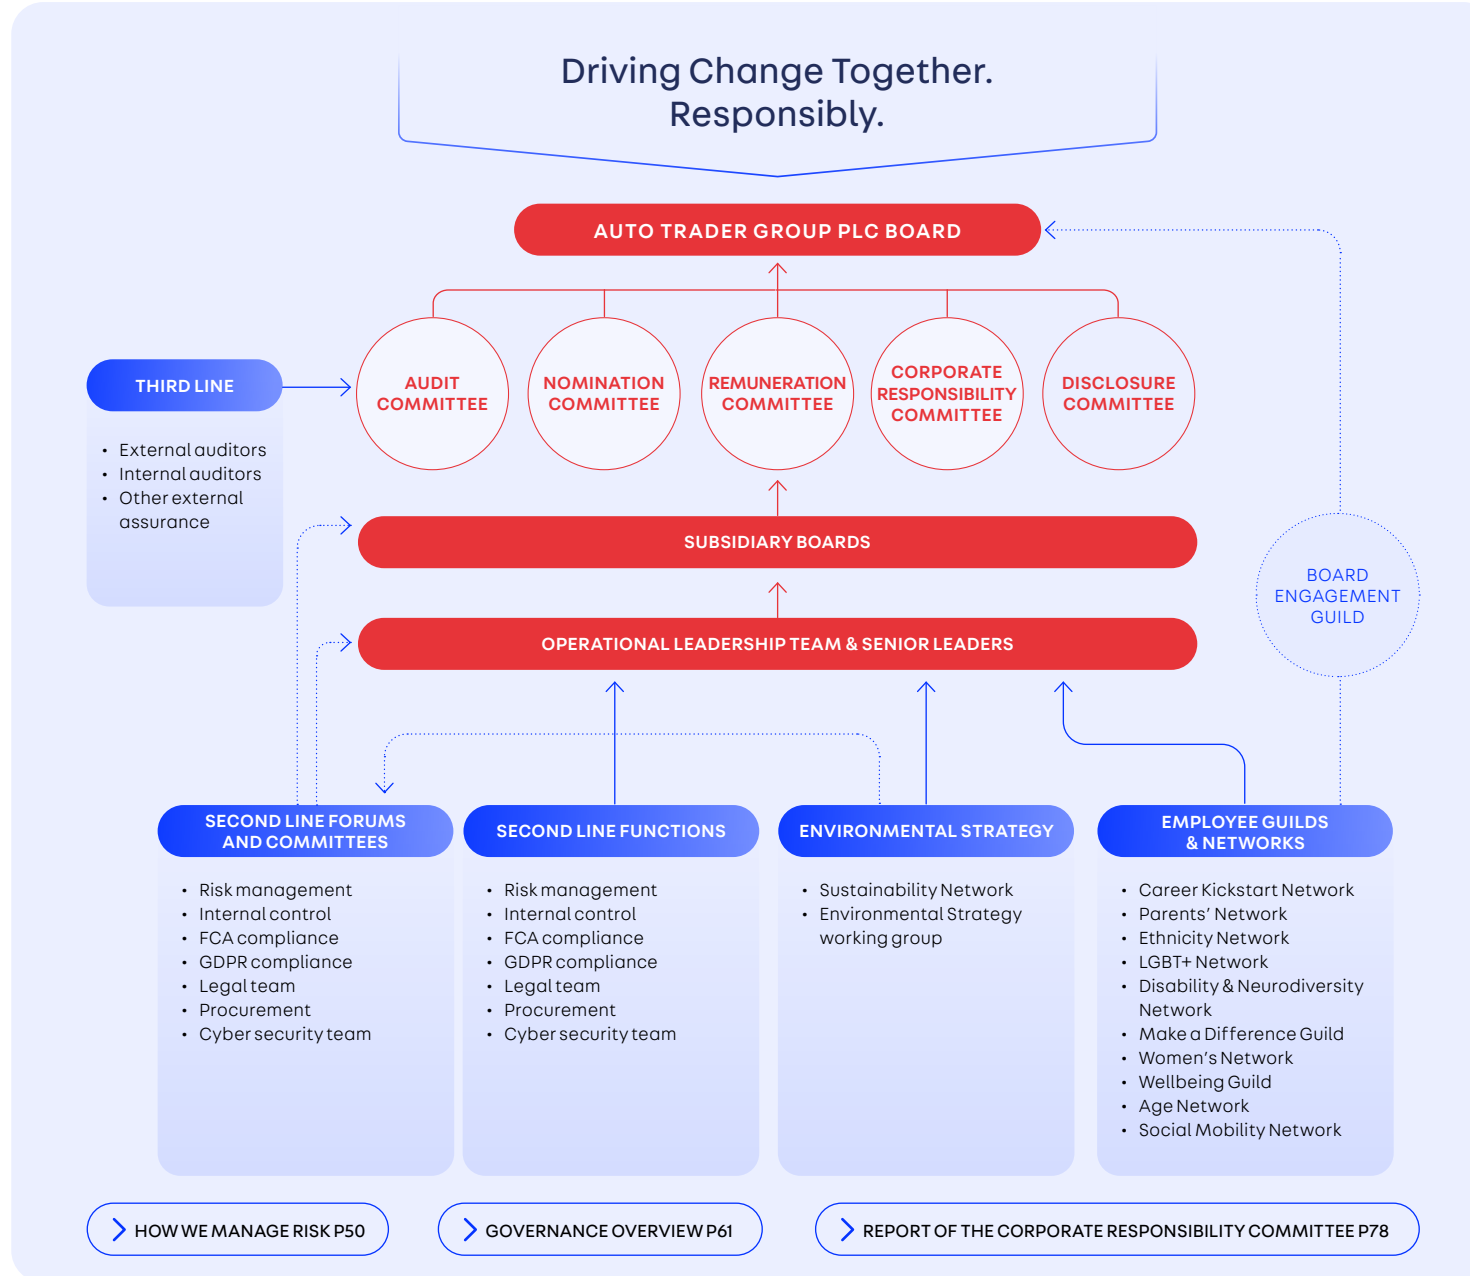 Driving Change Together.
Responsibly.
AUTO TRADER GROUP PLC BOARD
THIRD LINE
• External auditors
• Internal auditors
• Other external
assurance
AUDIT
COMMITTEE
NOMINATION
COMMITTEE
REMUNERATION
COMMITTEE
CORPORATE
RESPONSIBILITY
COMMITTEE
DISCLOSURE
COMMITTEE
SUBSIDIARY BOARDS
OPERATIONAL LEADERSHIP TEAM & SENIOR LEADERS
BOARD
ENGAGEMENT
GUILD
SECOND LINE FORUMS
AND COMMITTEES
• Risk management
• Internal control
• FCA compliance
• GDPR compliance
• Legal team
• Procurement
• Cyber security team
SECOND LINE FUNCTIONS
• Risk management
• Internal control
• FCA compliance
• GDPR compliance
• Legal team
• Procurement
• Cyber security team
ENVIRONMENTAL STRATEGY
• Sustainability Network
• Environmental Strategy
working group
EMPLOYEE GUILDS
& NETWORKS
• Career Kickstart Network
• Parents’ Network
• Ethnicity Network
• LGBT+ Network
• Disability & Neurodiversity
Network
• Make a Difference Guild
• Women’s Network
• Wellbeing Guild
• Age Network
• Social Mobility Network
HOW WE MANAGE RISK P50
GOVERNANCE OVERVIEW P61
REPORT OF THE CORPORATE RESPONSIBILITY COMMITTEE P78